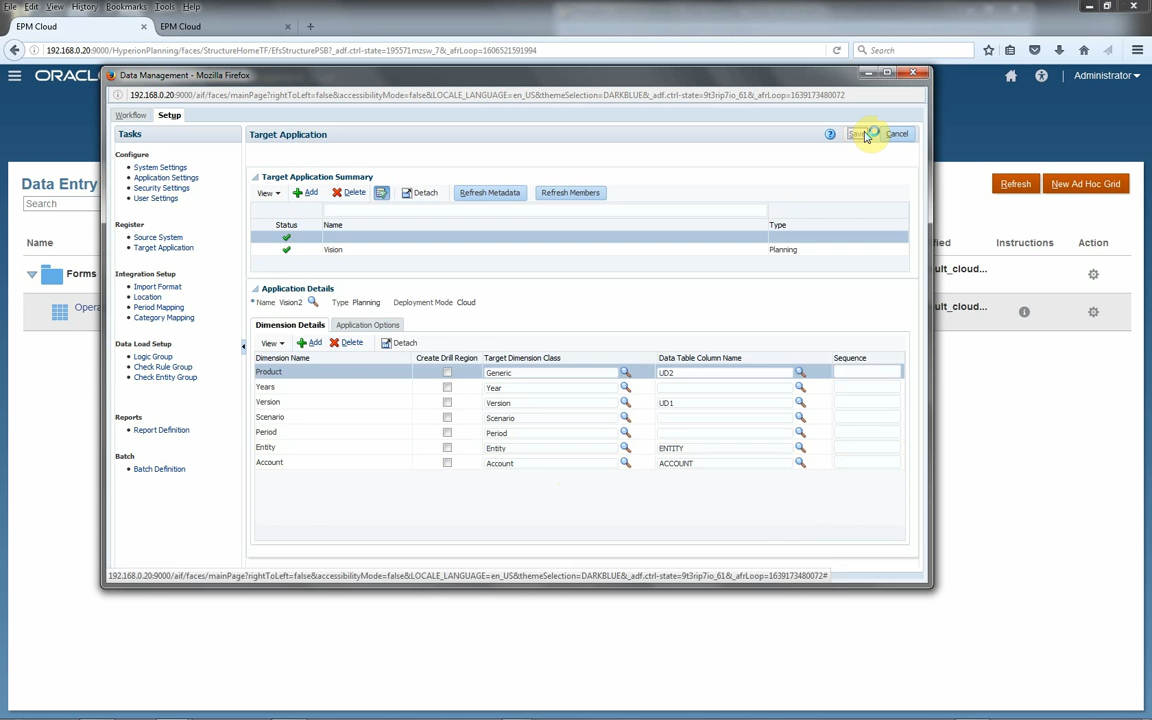 File Edit View History Bookmarks Tools Help
EPM Cloud × EPM Cloud × +
192.168.0.20:9000/HyperionPlanning/faces/StructureHomeTF/EfsStructurePSB?_adf.ctrl-state=195571mzsw_7&_afrLoop=1606521591994
Search
ORACL
Administrator
Data Management - Mozilla Firefox
192.168.0.20:9000/aif/faces/mainPage?rightToLeft=false&accessibilityMode=false&LOCALE_LANGUAGE=en_US&themeSelection=DARKBLUE&_adf.ctrl-state=9t3rip7io_61&_afrLoop=1639173480072
Workflow Setup
Tasks
Target Application
Cancel
Configure
System Settings
Application Settings
Security Settings
User Settings
Register
Source System
Target Application
Integration Setup
Import Format
Location
Period Mapping
Category Mapping
Data Load Setup
Logic Group
Check Rule Group
Check Entity Group
Reports
Report Definition
Batch
Batch Definition
Target Application Summary
View Add Delete Detach Refresh Metadata Refresh Members
Status Name Type
Vision Planning
Application Details
* Name Vision2 Type Planning Deployment Mode Cloud
Dimension Details Application Options
View Add Delete Detach
Dimension Name Create Drill Region Target Dimension Class Data Table Column Name Sequence
Product Generic UD2
Years Year
Version Version UD1
Scenario Scenario
Period Period
Entity Entity ENTITY
Account Account ACCOUNT
192.168.0.20:9000/aif/faces/mainPage?rightToLeft=false&accessibilityMode=false&LOCALE_LANGUAGE=en_US&themeSelection=DARKBLUE&_adf.ctrl-state=9t3rip7io_61&_afrLoop=1639173480072#
Data Entry
Search
Name
Forms
Opera
Refresh New Ad Hoc Grid
fied Instructions Action
ult_cloud...
ult_cloud...